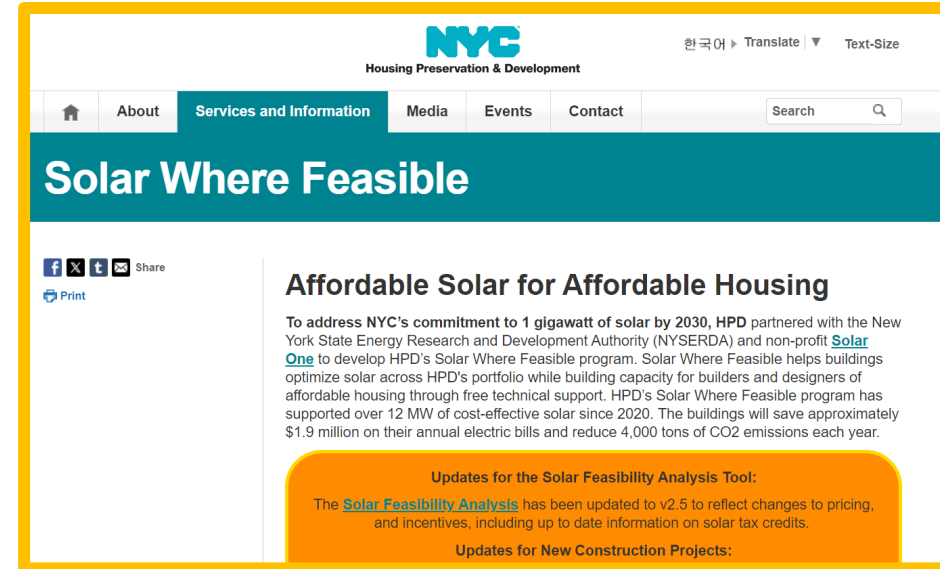 NYC
Housing Preservation & Development
한국어 ▶ Translate | ▼ Text-Size
About Services and Information Media Events Contact Search
Solar Where Feasible
f X t Share
Print
Affordable Solar for Affordable Housing
To address NYC's commitment to 1 gigawatt of solar by 2030, HPD partnered with the New
York State Energy Research and Development Authority (NYSERDA) and non-profit Solar
One to develop HPD's Solar Where Feasible program. Solar Where Feasible helps buildings
optimize solar across HPD's portfolio while building capacity for builders and designers of
affordable housing through free technical support. HPD's Solar Where Feasible program has
supported over 12 MW of cost-effective solar since 2020. The buildings will save approximately
$1.9 million on their annual electric bills and reduce 4,000 tons of CO2 emissions each year.
Updates for the Solar Feasibility Analysis Tool:
The Solar Feasibility Analysis has been updated to v2.5 to reflect changes to pricing,
and incentives, including up to date information on solar tax credits.
Updates for New Construction Projects: